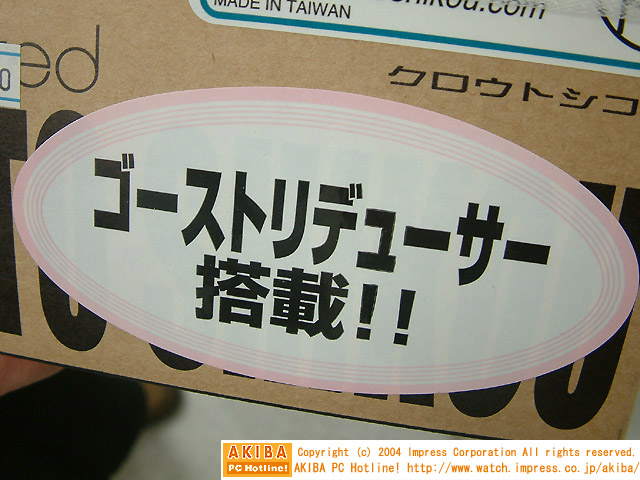 MADE IN TAIWAN
ed
クロウトシコ
ゴーストリデューサー
搭載!!
AKIBA
PC Hotline!
Copyright (c) 2004 Impress Corporation All rights reserved.
AKIBA PC Hotline! http://www.watch.impress.co.jp/akiba/